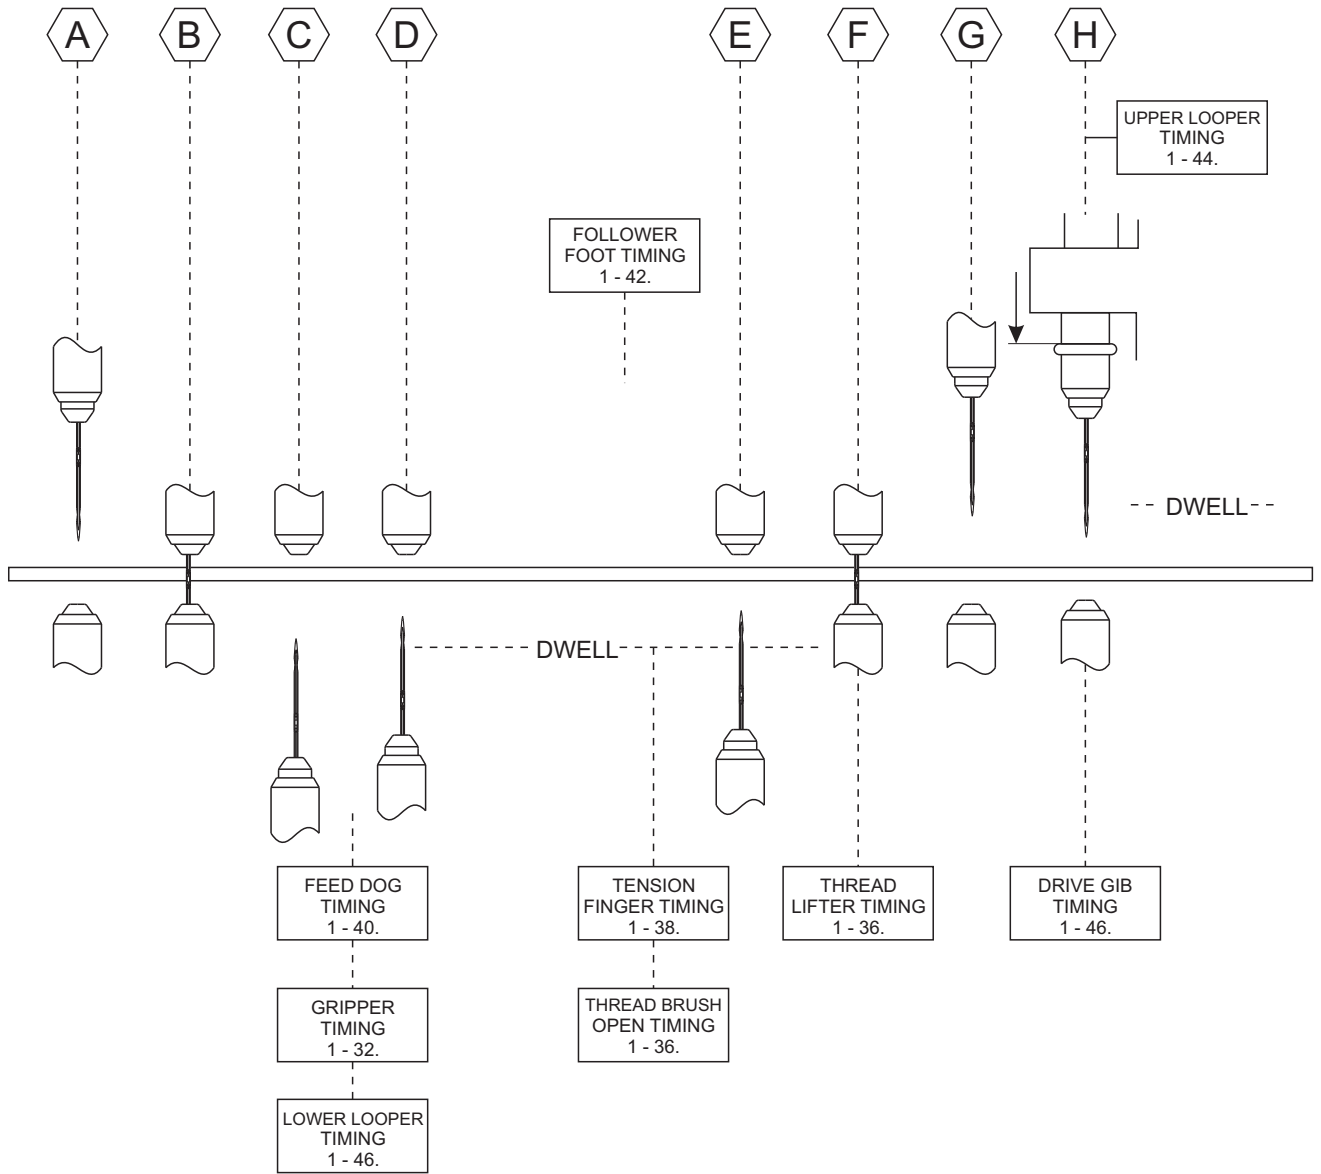 A
B
C
D
E
F
G
H
UPPER LOOPER
TIMING
1 - 44.
FOLLOWER
FOOT TIMING
1 - 42.
DWELL
DWELL
FEED DOG
TIMING
1 - 40.
TENSION
FINGER TIMING
1 - 38.
THREAD
LIFTER TIMING
1 - 36.
DRIVE GIB
TIMING
1 - 46.
GRIPPER
TIMING
1 - 32.
THREAD BRUSH
OPEN TIMING
1 - 36.
LOWER LOOPER
TIMING
1 - 46.